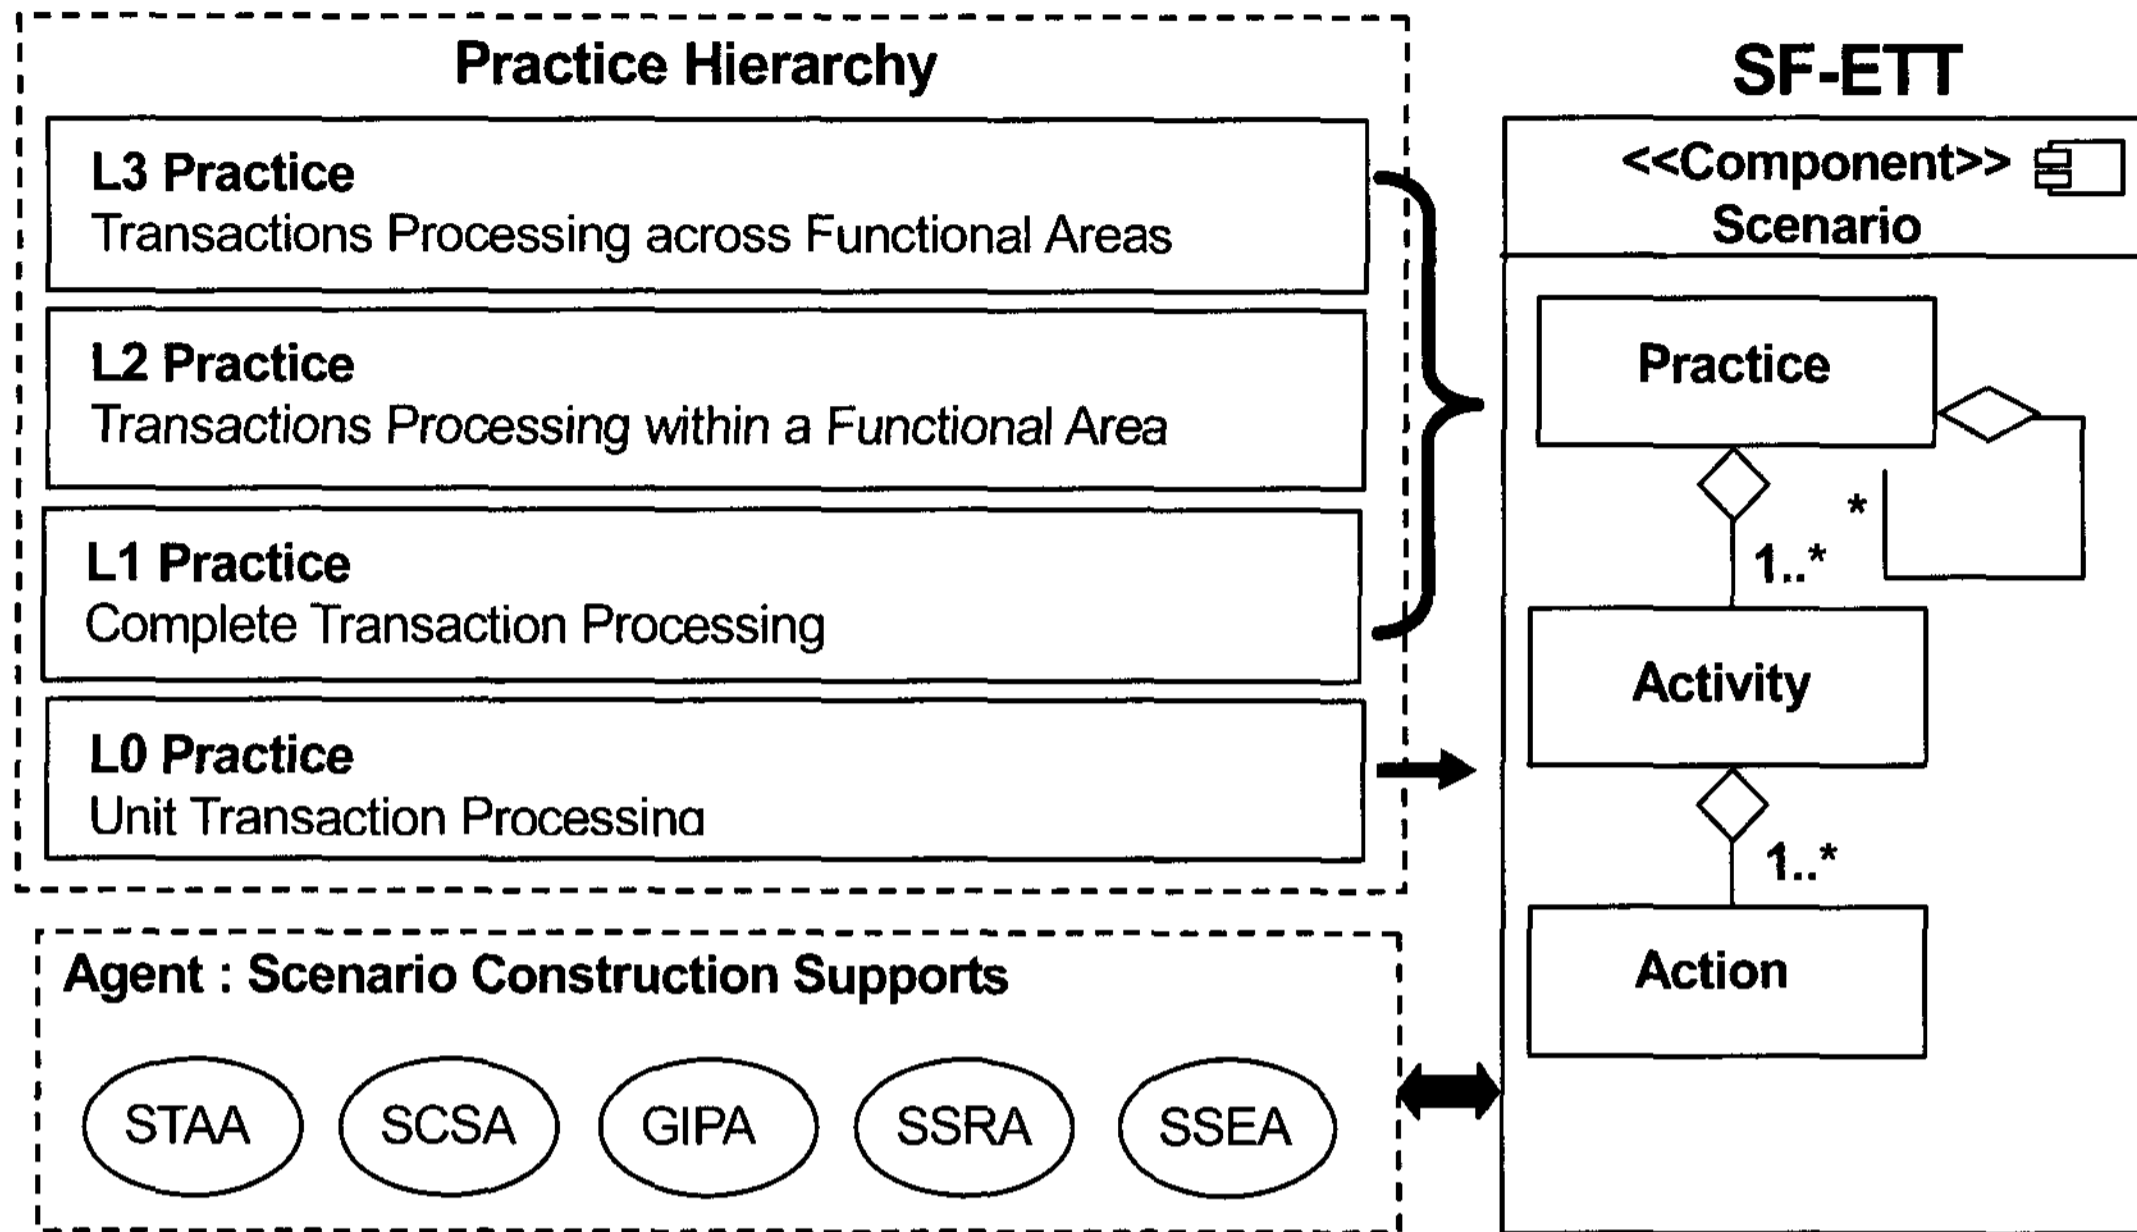 Practice Hierarchy
L3 Practice
Transactions Processing across Functional Areas
L2 Practice
Transactions Processing within a Functional Area
L1 Practice
Complete Transaction Processing
L0 Practice
Unit Transaction Processing
Agent : Scenario Construction Supports
STAA
SCSA
GIPA
SSRA
SSEA
SF-ETT
<<Component>>
Scenario
Practice
*
1..*
Activity
1..*
Action